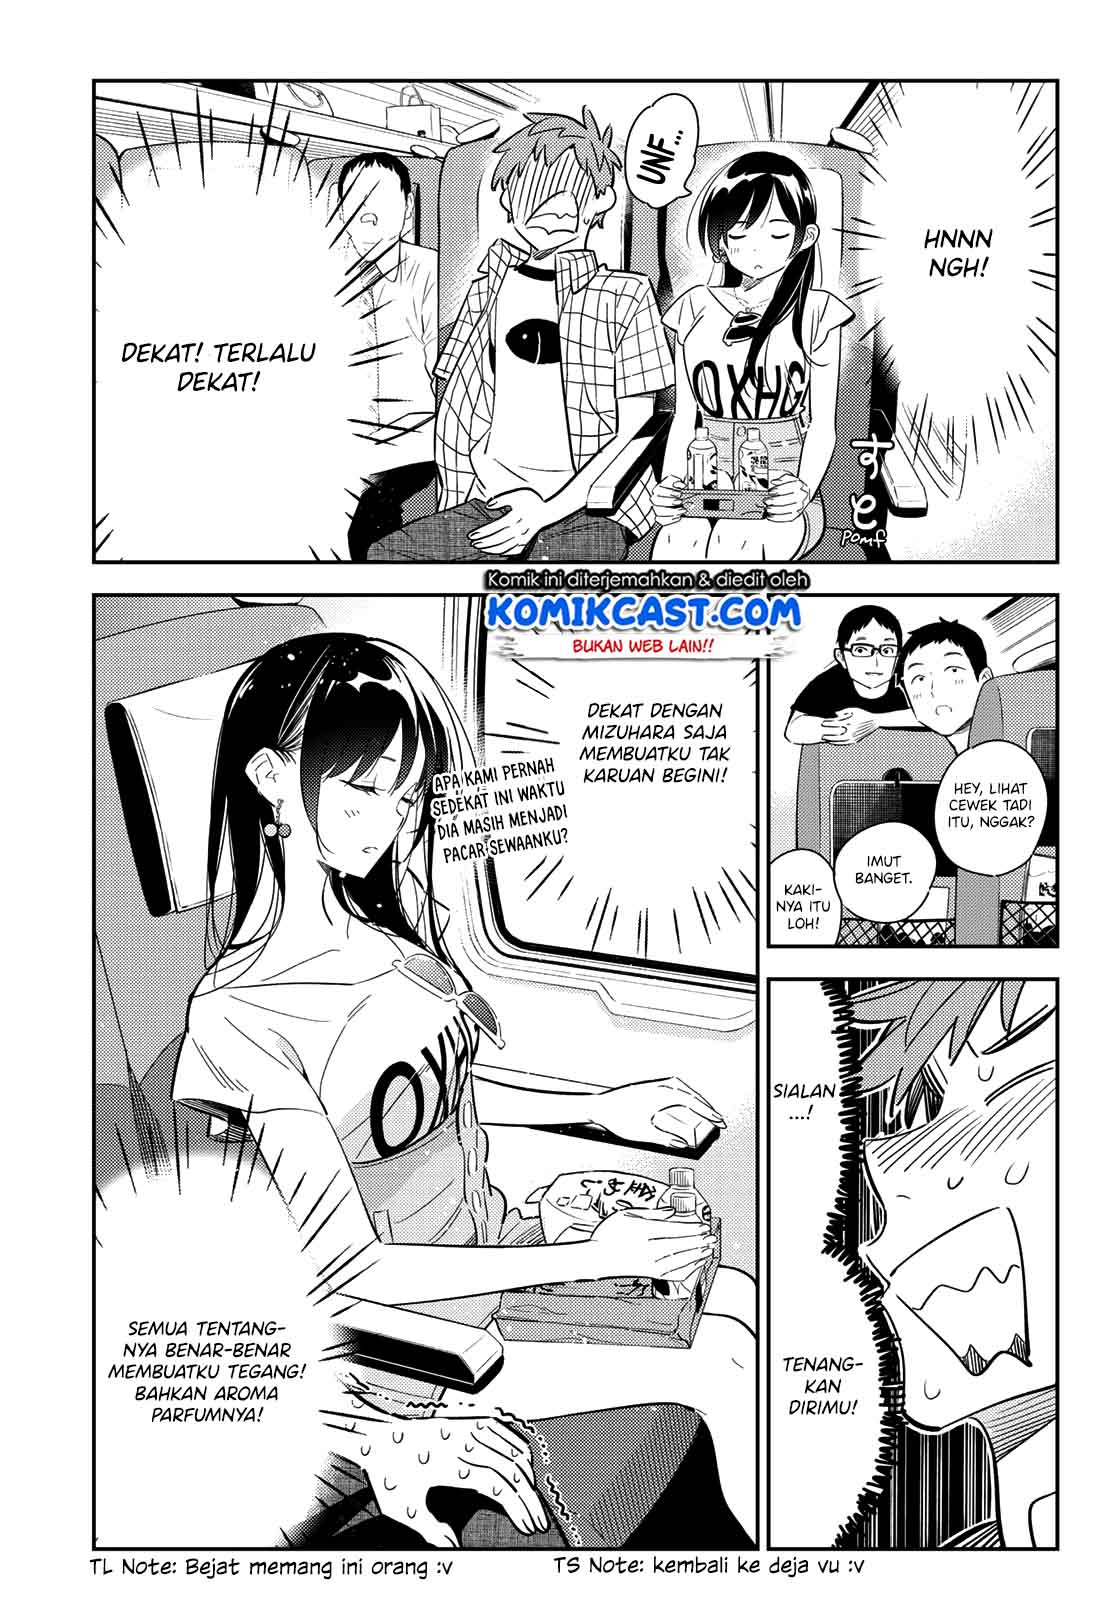 UNF...
HNNN
NGH!
DEKAT! TERLALU
DEKAT!
OXHG
すとっ
POMF
Komik ini diterjemahkan & diedit oleh
KOMIKCAST.COM
BUKAN WEB LAIN!!
HEY, LIHAT
CEWEK TADI
ITU, NGGAK?
IMUT
BANGET.
KAKI-
NYA ITU
LOH!
DEKAT DENGAN
MIZUHARA SAJA
MEMBUATKU TAK
KARUAN BEGINI!
APA KAMI PERNAH
SEDEKAT INI WAKTU
DIA MASIH MENJADI
PACAR SEWAANKU?
OXH
SIALAN
...!
TENANG-
KAN
DIRIMU!
SEMUA TENTANG-
NYA BENAR-BENAR
MEMBUATKU TEGANG!
BAHKAN AROMA
PARFUMNYA!
TL Note: Bejat memang ini orang :v
TS Note: kembali ke deja vu :v